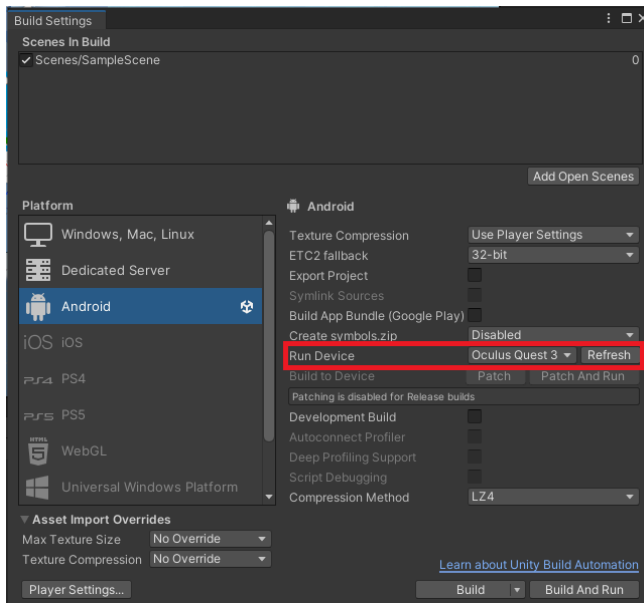 Build Settings
Scenes In Build
Scenes/SampleScene 0
Add Open Scenes
Platform
Windows, Mac, Linux
Dedicated Server
Android
iOS iOS
PS4 PS4
PS5 PS5
HTML
5 WebGL
Universal Windows Platform
Android
Texture Compression Use Player Settings
ETC2 fallback 32-bit
Export Project
Symlink Sources
Build App Bundle (Google Play)
Create symbols.zip Disabled
Run Device Oculus Quest 3 Refresh
Build to Device Patch Patch And Run
Patching is disabled for Release builds
Development Build
Autoconnect Profiler
Deep Profiling Support
Script Debugging
Compression Method LZ4
Asset Import Overrides
Max Texture Size No Override
Texture Compression No Override
Learn about Unity Build Automation
Player Settings... Build Build And Run